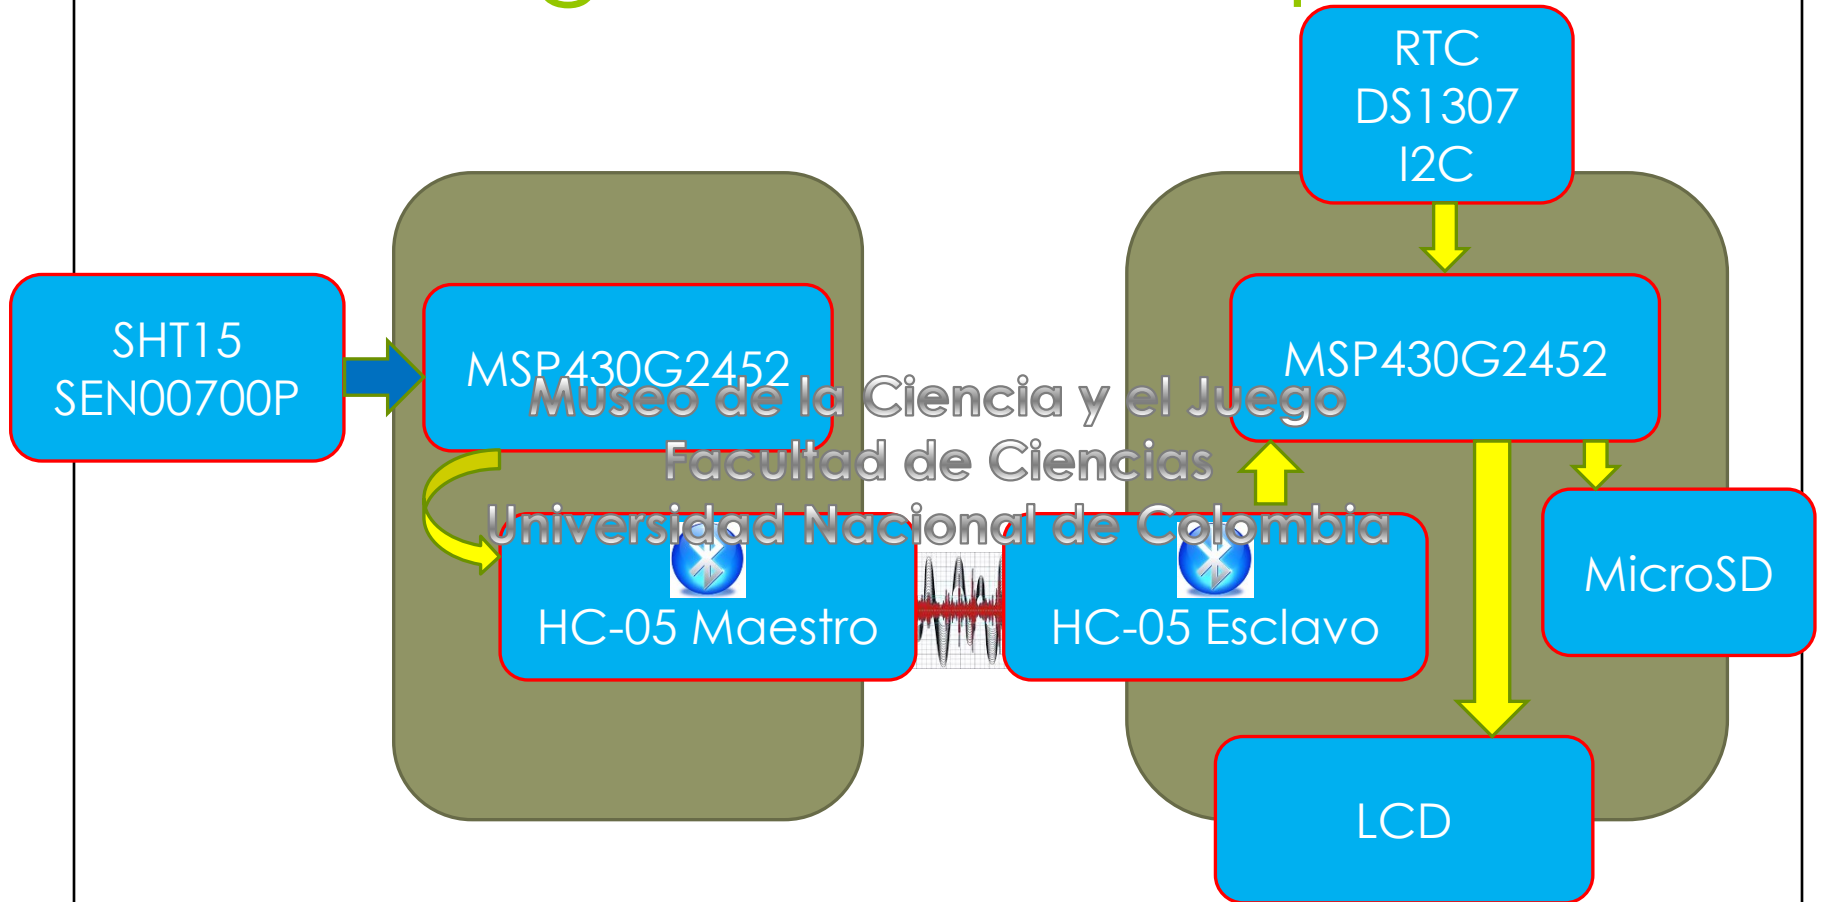 RTC
DS1307
I2C
SHT15
SEN00700P
MSP430G2452
MSP430G2452
Museo de la Ciencia y el Juego
Facultad de Ciencias
Universidad Nacional de Colombia
HC-05 Maestro
HC-05 Esclavo
MicroSD
LCD